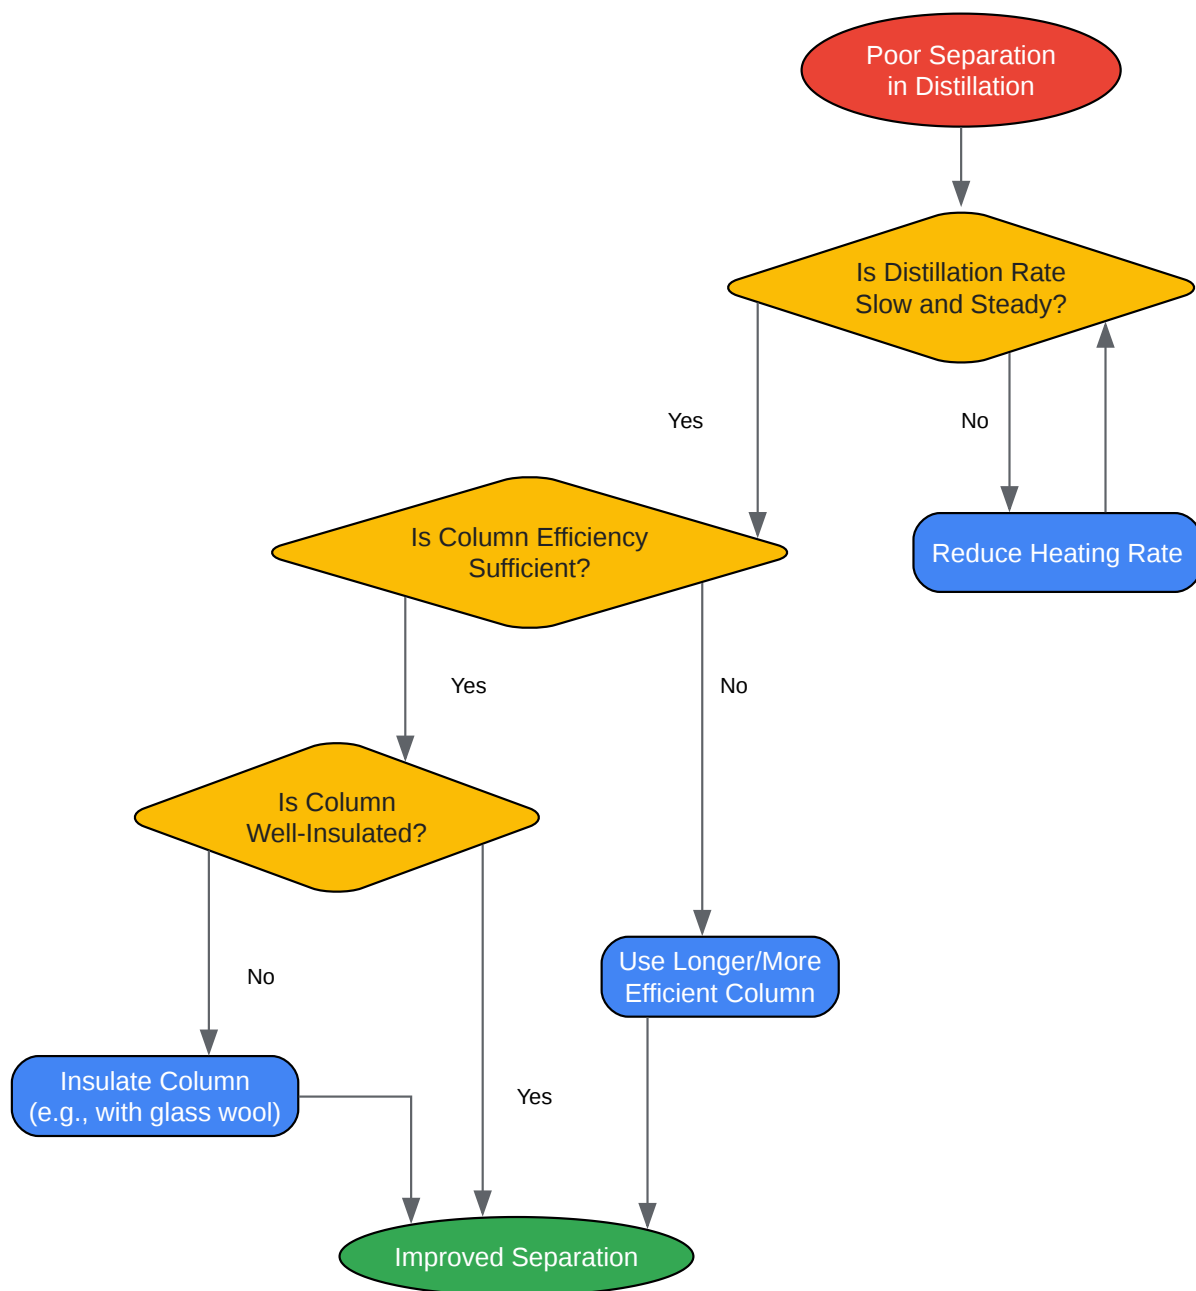 Poor Separation
in Distillation
Is Distillation Rate
Slow and Steady?
Yes
No
Is Column Efficiency
Sufficient?
Reduce Heating Rate
Yes
No
Is Column
Well-Insulated?
No
Use Longer/More
Efficient Column
Insulate Column
(e.g., with glass wool)
Yes
Improved Separation